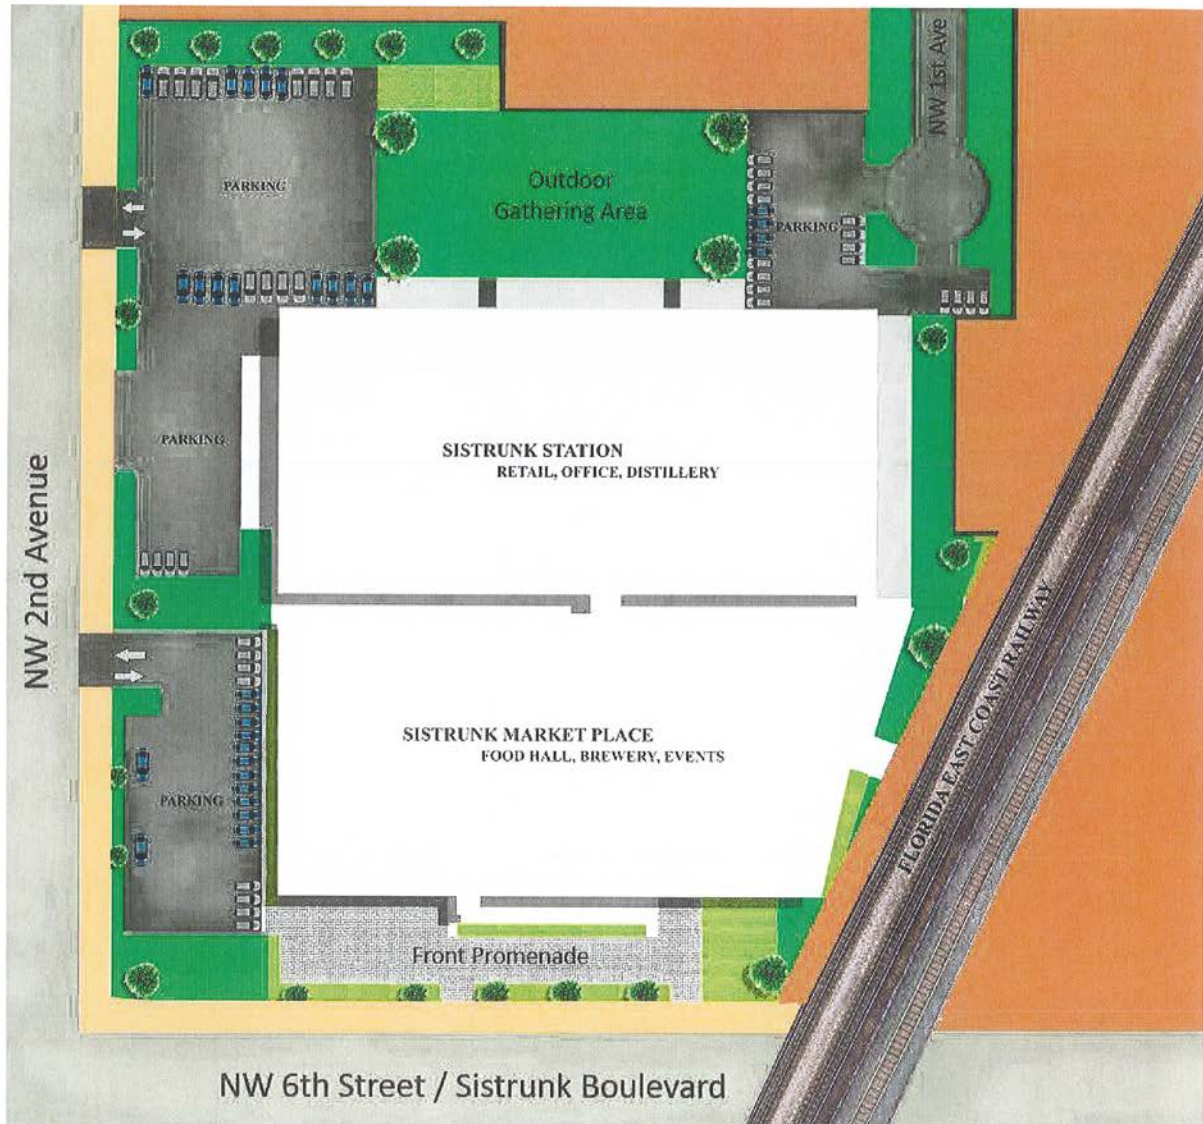 NW 1st Ave
PARKING
Outdoor
Gathering Area
PARKING
PARKING
SISTRUNK STATION
RETAIL, OFFICE, DISTILLERY
NW 2nd Avenue
SISTRUNK MARKET PLACE
FOOD HALL, BREWERY, EVENTS
PARKING
FLORIDA EAST COAST RAILWAY
Front Promenade
NW 6th Street / Sistrunk Boulevard